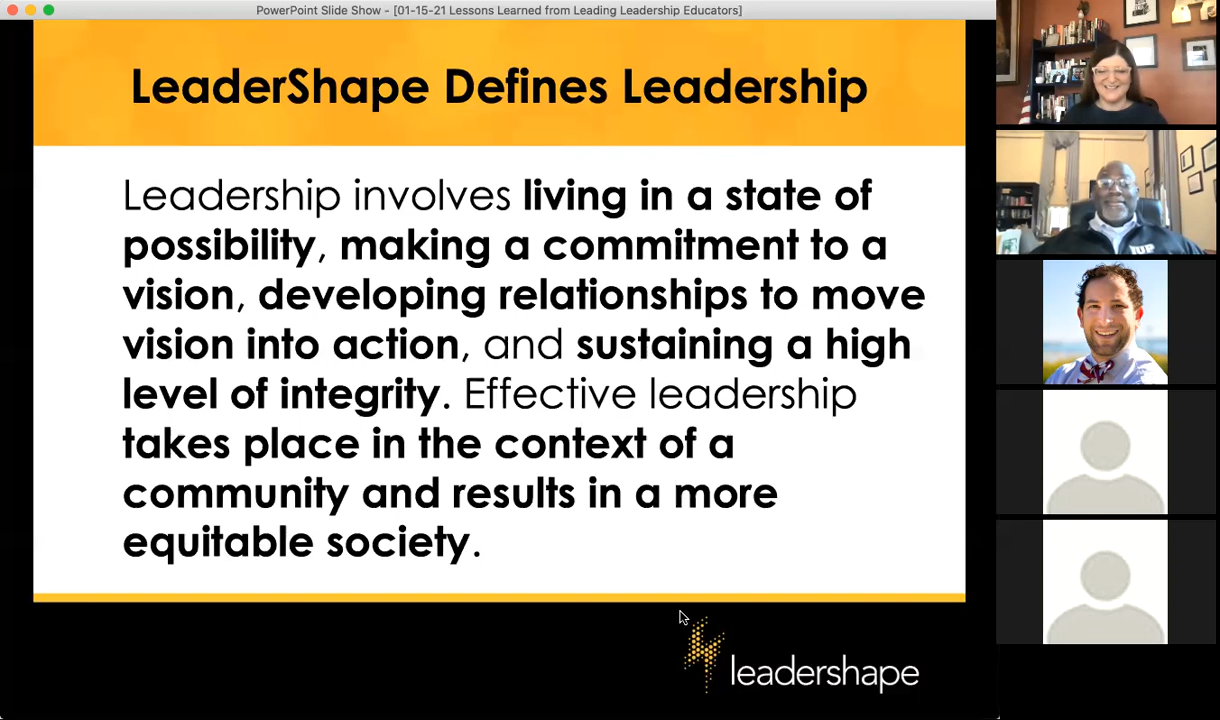 PowerPoint Slide Show - [01-15-21 Lessons Learned from Leading Leadership Educators]
LeaderShape Defines Leadership
Leadership involves living in a state of
possibility, making a commitment to a
vision, developing relationships to move
vision into action, and sustaining a high
level of integrity. Effective leadership
takes place in the context of a
community and results in a more
equitable society.
leadershape
IUP